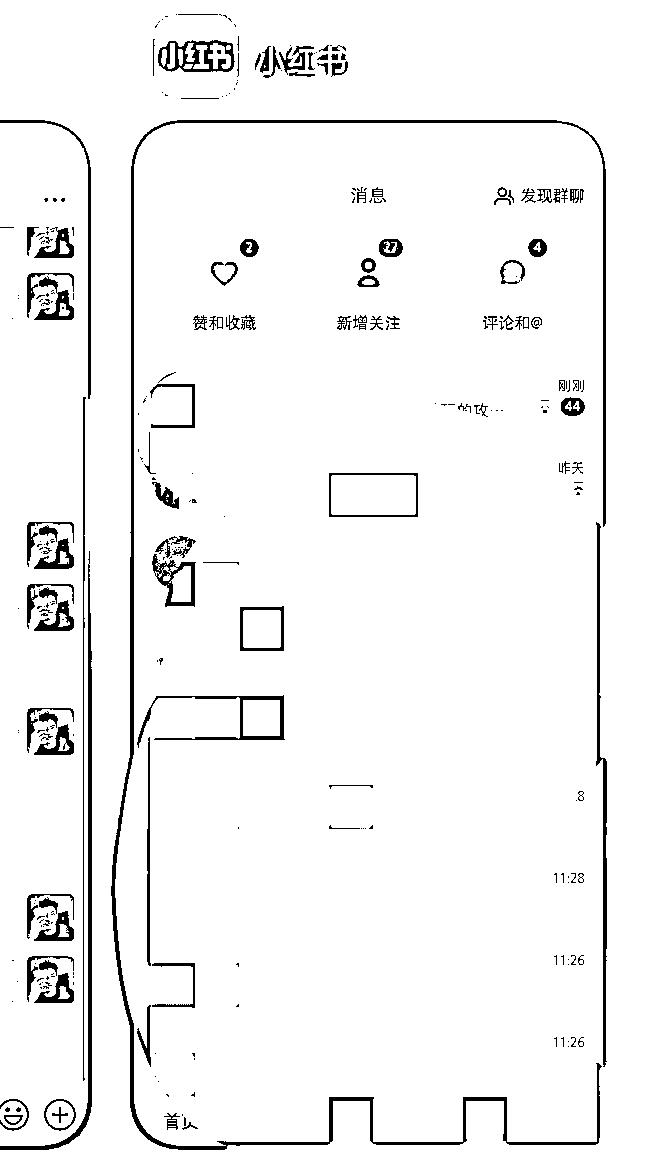 小红书 小红书
消息 发现群聊
2 27 4
赞和收藏 新增关注 评论和@
刚刚
的攻… 44
昨天
8
11:28
11:26
11:26
首页